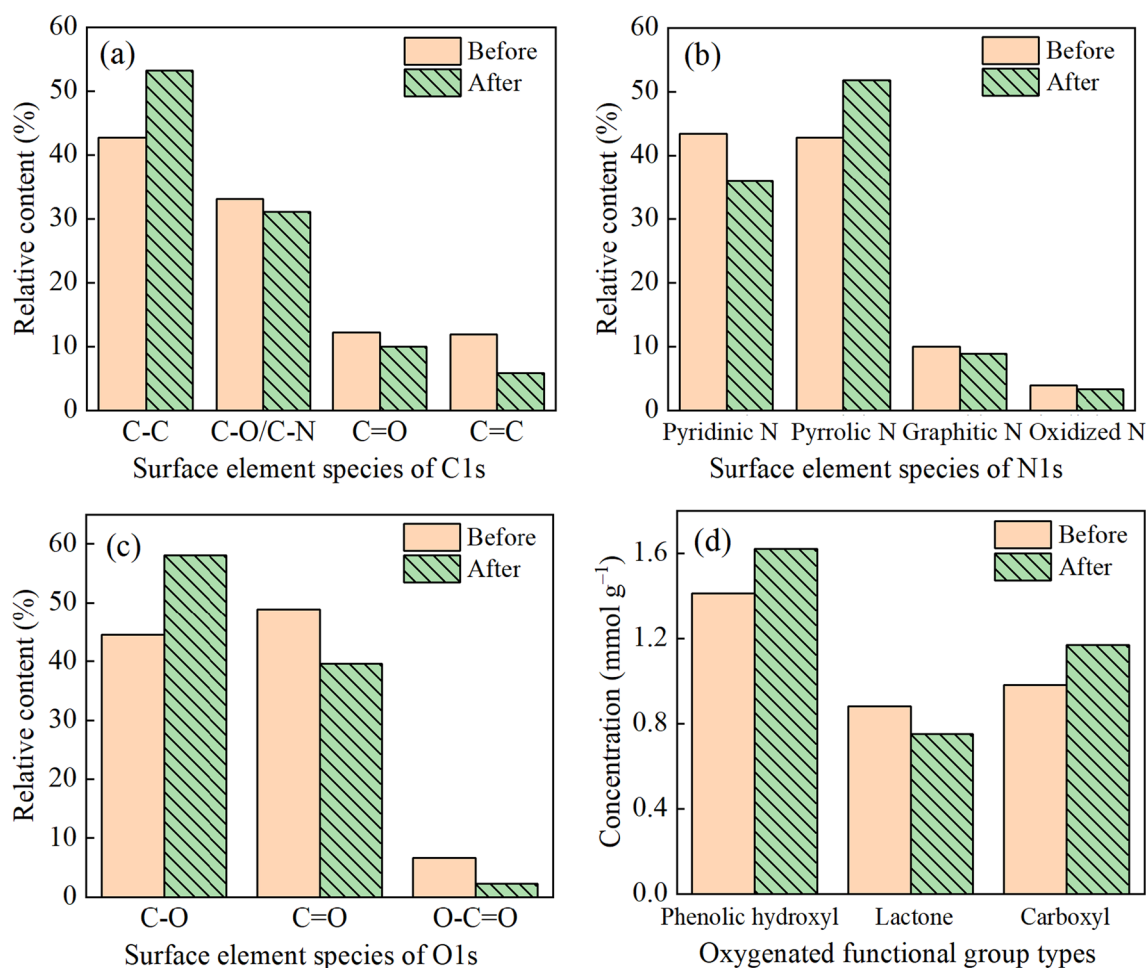 (a)
Before
After
60
50
40
30
20
10
0
Relative content (%)
C-C C-O/C-N C=O C=C
Surface element species of C1s
(b)
Before
After
60
50
40
30
20
10
0
Relative content (%)
Pyridinic N Pyrrolic N Graphitic N Oxidized N
Surface element species of N1s
(c)
Before
After
60
50
40
30
20
10
0
Relative content (%)
C-O C=O O-C=O
Surface element species of O1s
(d)
Before
After
1.6
1.2
0.8
0.4
0.0
Concentration (mmol g⁻¹)
Phenolic hydroxyl Lactone Carboxyl
Oxygenated functional group types